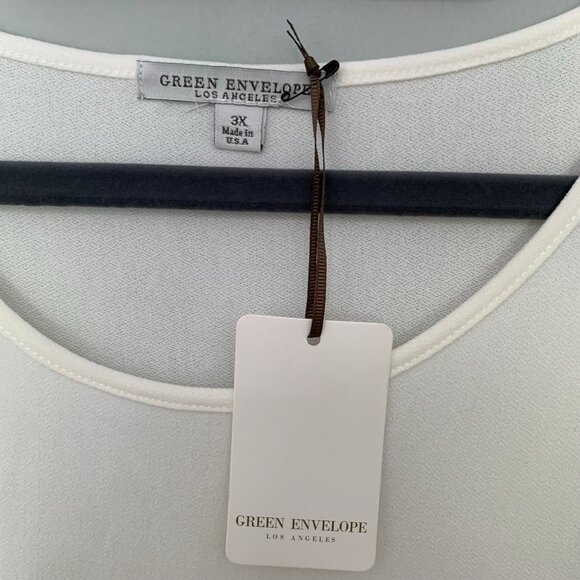 GREEN ENVELOPE
LOS ANGELES
3X
Made in
U.S.A
GREEN ENVELOPE
LOS ANGELES